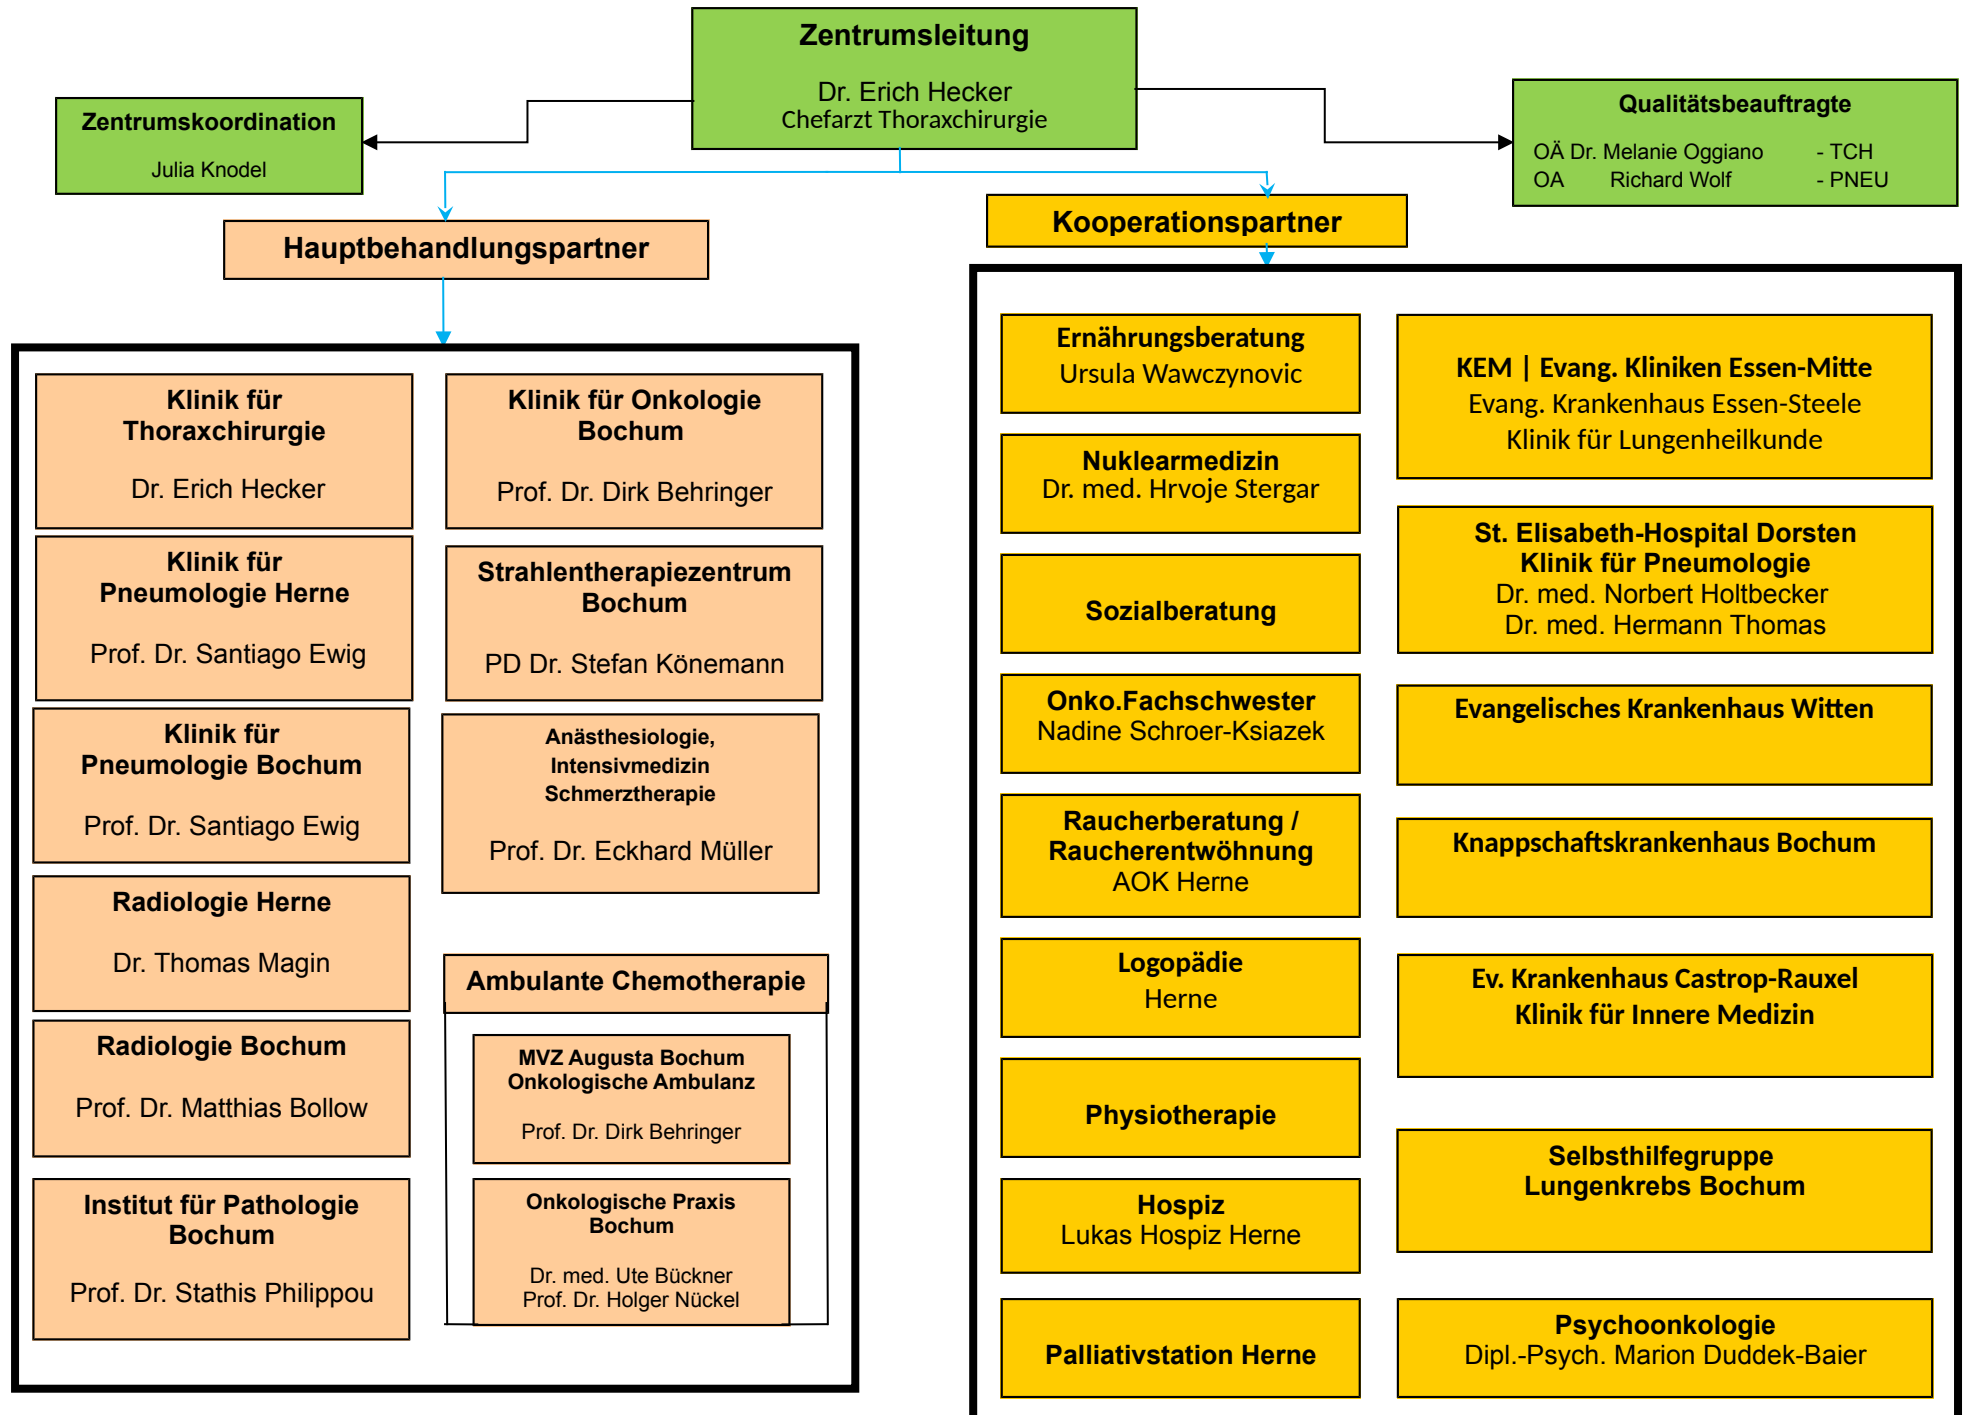 Zentrumsleitung
Dr. Erich Hecker
Chefarzt Thoraxchirurgie
Zentrumskoordination
Julia Knodel
Qualitätsbeauftragte
OÄ Dr. Melanie Oggiano - TCH
OA Richard Wolf - PNEU
Hauptbehandlungspartner
Klinik für
Thoraxchirurgie
Dr. Erich Hecker
Klinik für
Pneumologie Herne
Prof. Dr. Santiago Ewig
Klinik für
Pneumologie Bochum
Prof. Dr. Santiago Ewig
Radiologie Herne
Dr. Thomas Magin
Radiologie Bochum
Prof. Dr. Matthias Bollow
Institut für Pathologie
Bochum
Prof. Dr. Stathis Philippou
Klinik für Onkologie
Bochum
Prof. Dr. Dirk Behringer
Strahlentherapiezentrum
Bochum
PD Dr. Stefan Könemann
Anästhesiologie,
Intensivmedizin
Schmerztherapie
Prof. Dr. Eckhard Müller
Ambulante Chemotherapie
MVZ Augusta Bochum
Onkologische Ambulanz
Prof. Dr. Dirk Behringer
Onkologische Praxis
Bochum
Dr. med. Ute Bückner
Prof. Dr. Holger Nückel
Kooperationspartner
Ernährungsberatung
Ursula Wawczynovic
Nuklearmedizin
Dr. med. Hrvoje Stergar
Sozialberatung
Onko.Fachschwester
Nadine Schroer-Ksiazek
Raucherberatung /
Raucherentwöhnung
AOK Herne
Logopädie
Herne
Physiotherapie
Hospiz
Lukas Hospiz Herne
Palliativstation Herne
KEM | Evang. Kliniken Essen-Mitte
Evang. Krankenhaus Essen-Steele
Klinik für Lungenheilkunde
St. Elisabeth-Hospital Dorsten
Klinik für Pneumologie
Dr. med. Norbert Holtbecker
Dr. med. Hermann Thomas
Evangelisches Krankenhaus Witten
Knappschaftskrankenhaus Bochum
Ev. Krankenhaus Castrop-Rauxel
Klinik für Innere Medizin
Selbsthilfegruppe
Lungenkrebs Bochum
Psychoonkologie
Dipl.-Psych. Marion Duddek-Baier